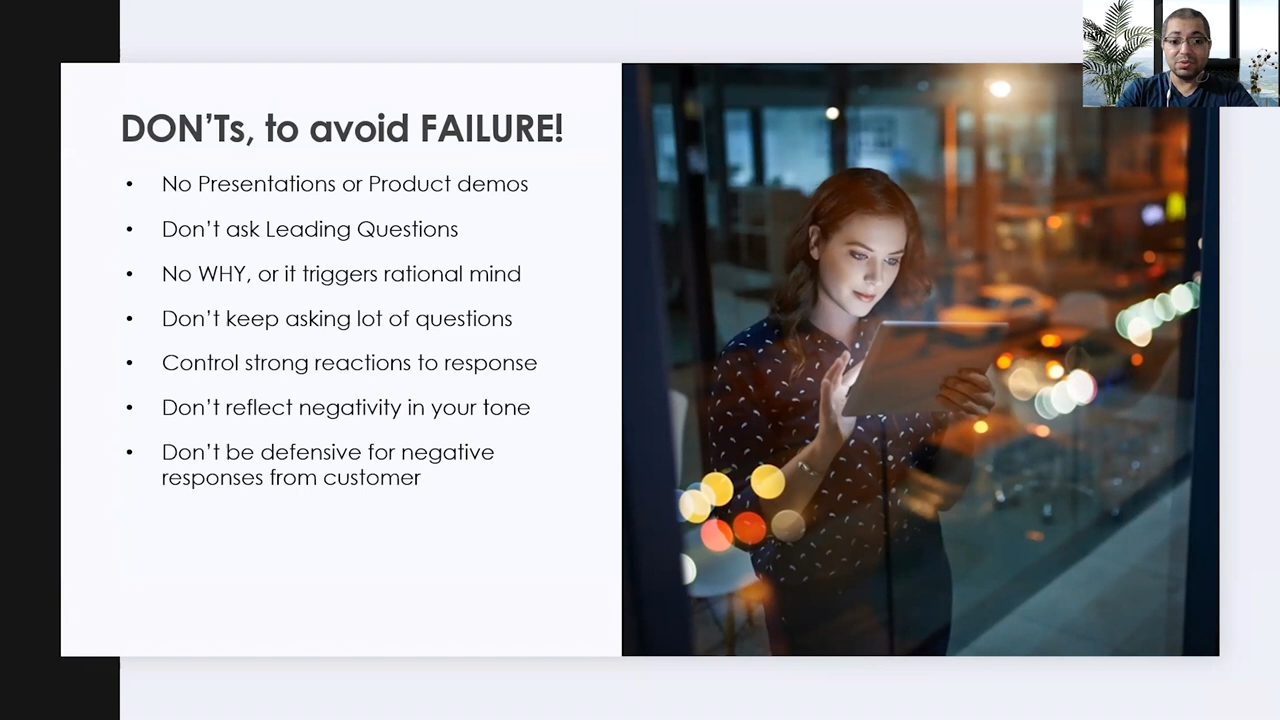 DON’Ts, to avoid FAILURE!
• No Presentations or Product demos
• Don’t ask Leading Questions
• No WHY, or it triggers rational mind
• Don’t keep asking lot of questions
• Control strong reactions to response
• Don’t reflect negativity in your tone
• Don’t be defensive for negative
responses from customer